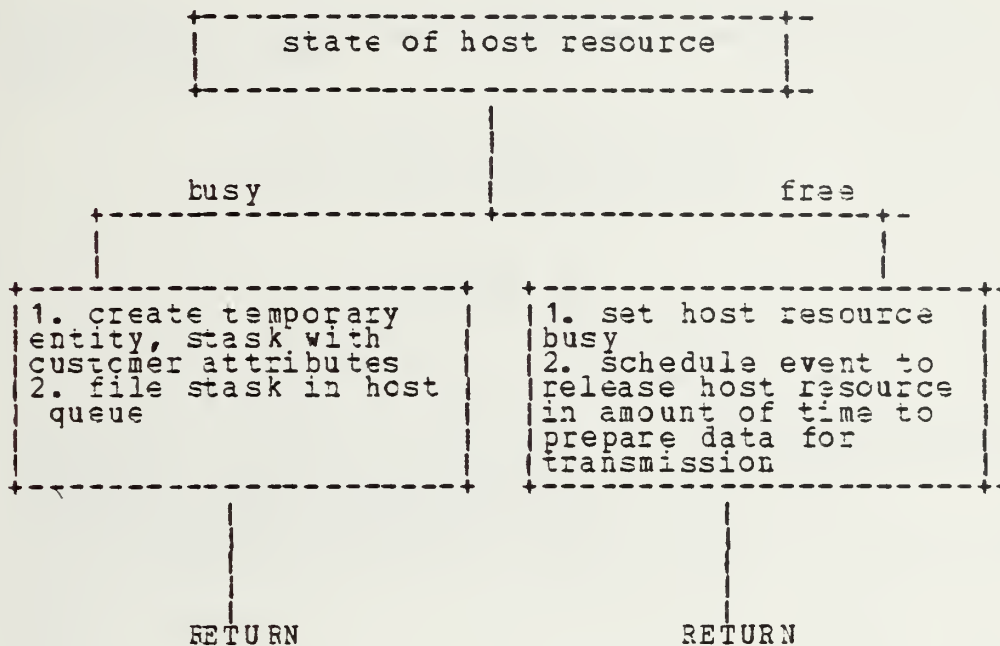 state of host resource
busy
free
1. create temporary
entity, stask with
customer attributes
2. file stask in host
queue
1. set host resource
busy
2. schedule event to
release host resource
in amount of time to
prepare data for
transmission
RETURN
RETURN